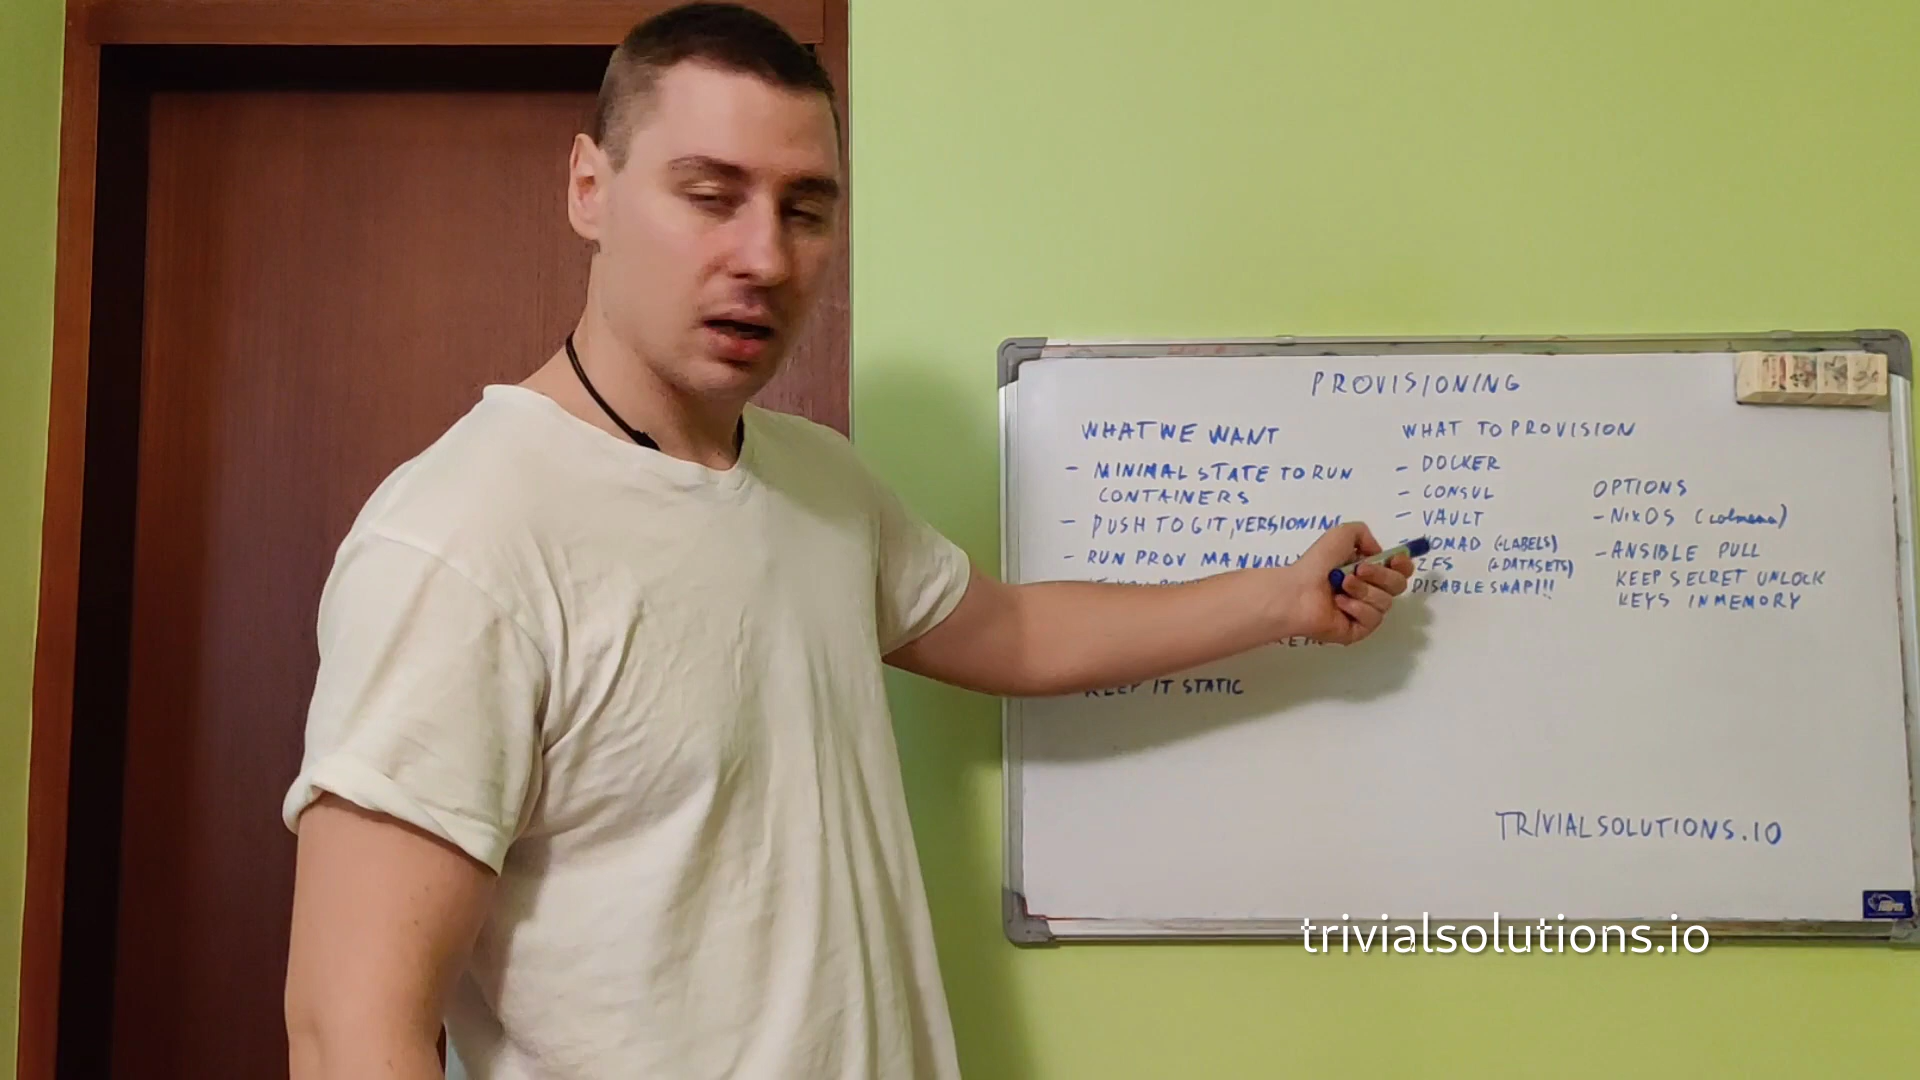 PROVISIONING
WHAT WE WANT
- MINIMAL STATE TO RUN
CONTAINERS
- PUSH TO GIT, VERSIONING
- RUN PROV MANUALLY
KEEP IT STATIC
WHAT TO PROVISION
- DOCKER
- CONSUL
- VAULT
- NOMAD (+LABELS)
ZFS (+DATASETS)
DISABLE SWAP!!!
OPTIONS
- NIXOS (colmena)
- ANSIBLE PULL
KEEP SECRET UNLOCK
KEYS IN MEMORY
TRIVIALSOLUTIONS.IO
trivialsolutions.io